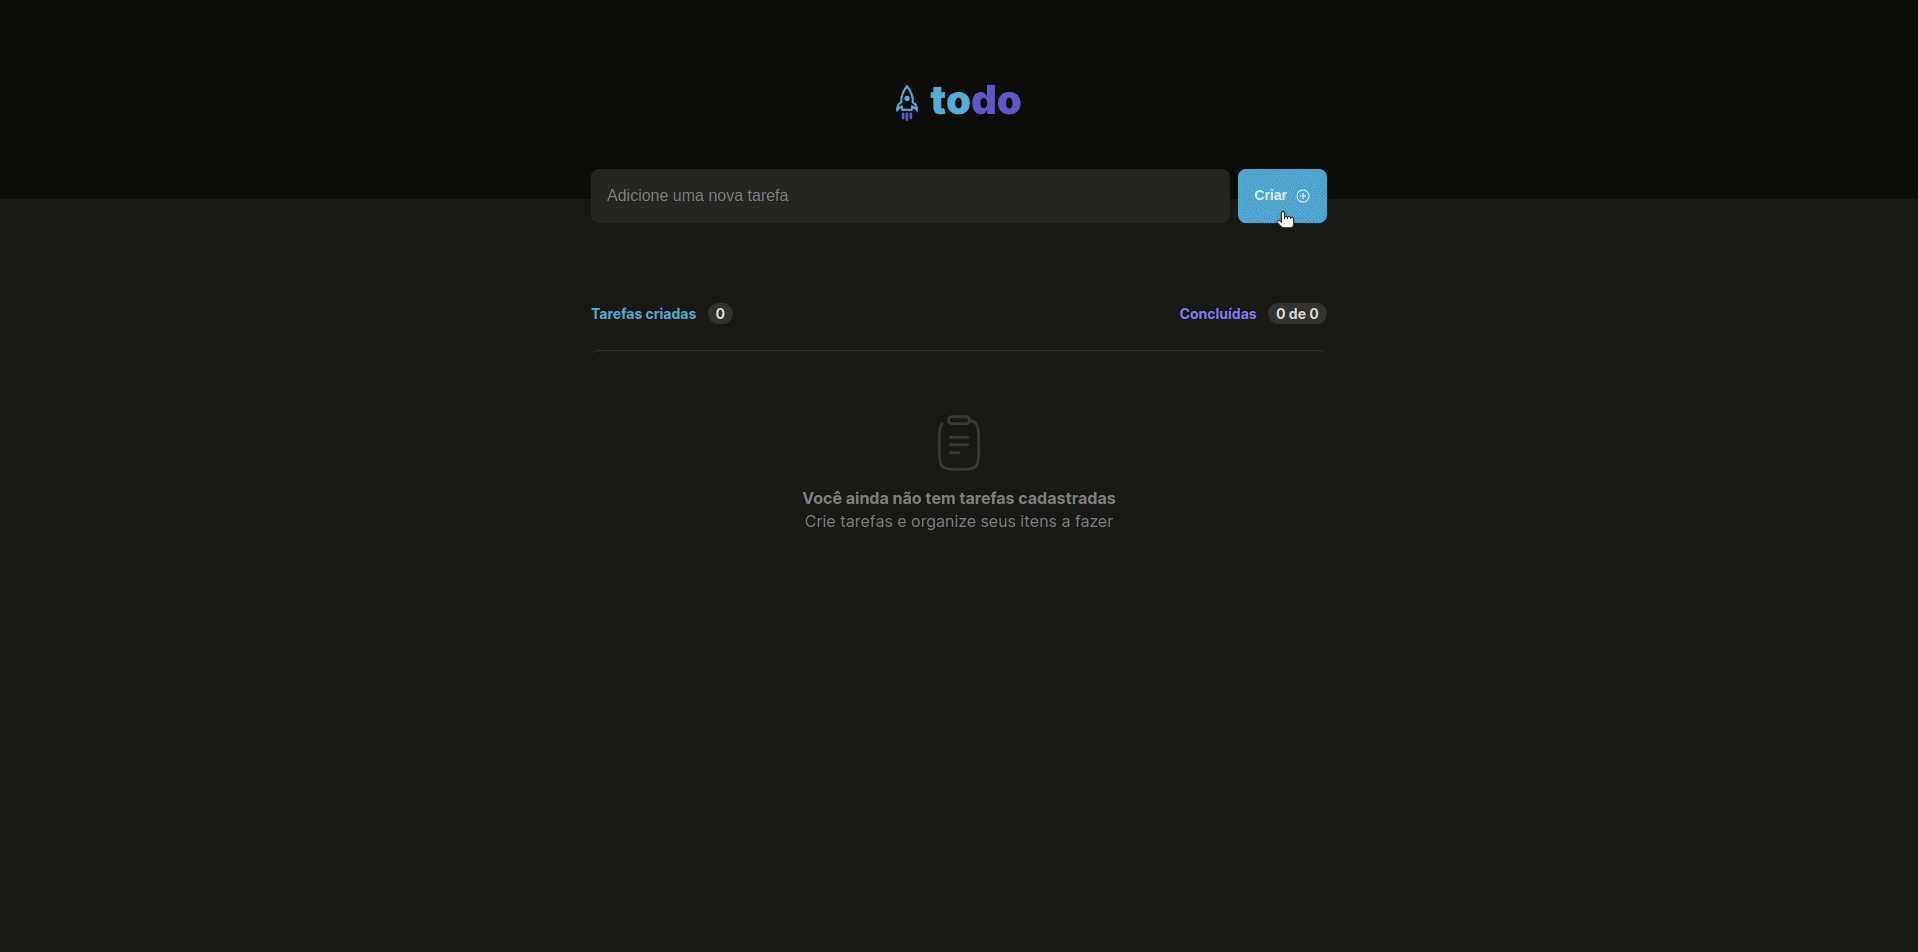 todo
Adicione uma nova tarefa
Criar
Tarefas criadas 0
Concluídas 0 de 0
Você ainda não tem tarefas cadastradas
Crie tarefas e organize seus itens a fazer